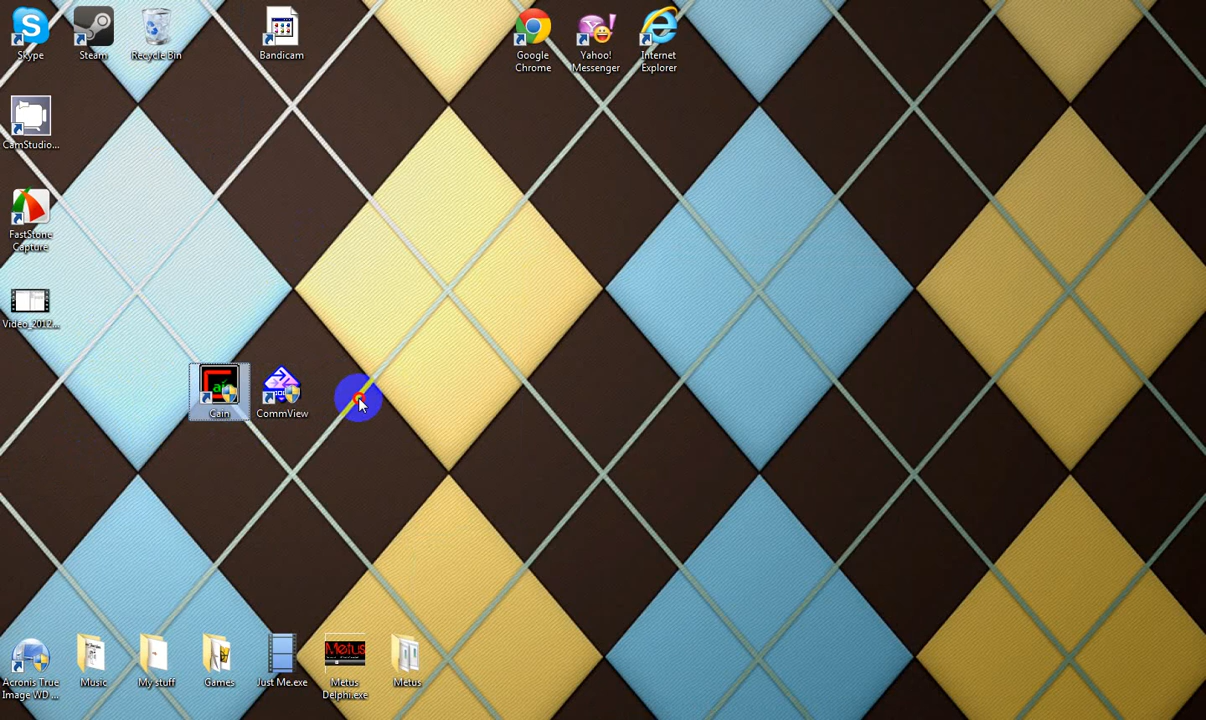 Skype
Steam
Recycle Bin
Bandicam
Google
Chrome
Yahoo!
Messenger
Internet
Explorer
CamStudio...
FastStone
Capture
Video_2012...
Cain
CommView
Acronis True
Image WD ...
Music
My stuff
Games
Just Me.exe
Metus
Metus
Delphi.exe
Metus